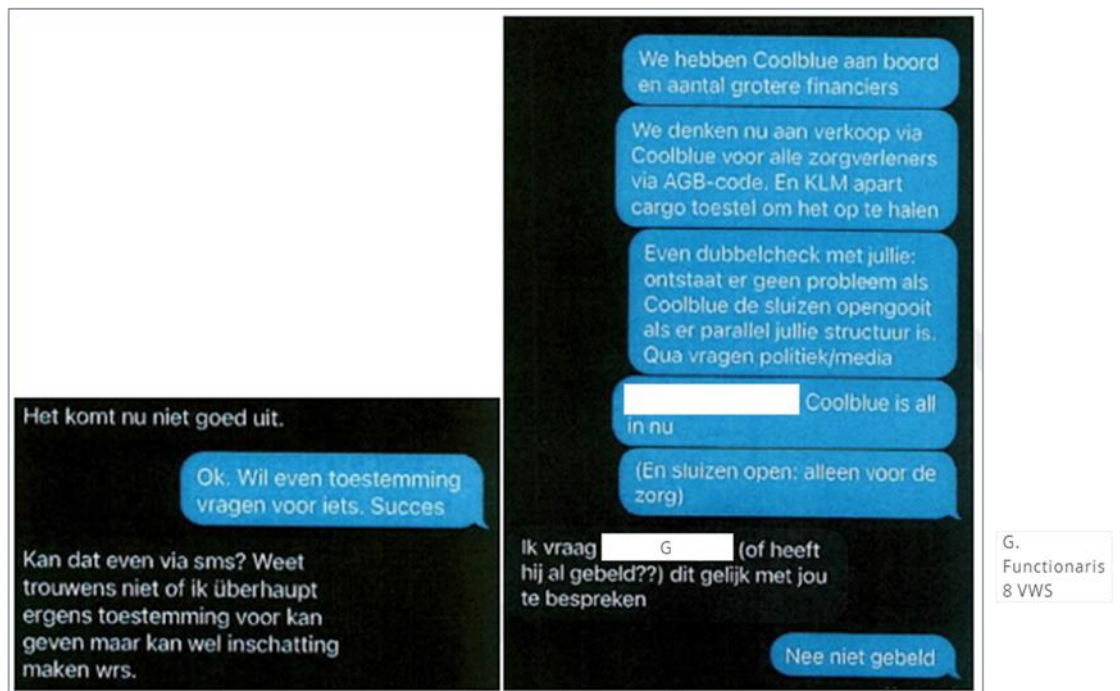 Het komt nu niet goed uit.
Ok. Wil even toestemming
vragen voor iets. Succes
Kan dat even via sms? Weet
trouwens niet of ik überhaupt
ergens toestemming voor kan
geven maar kan wel inschatting
maken wrs.
We hebben Coolblue aan boord
en aantal grotere financiers
We denken nu aan verkoop via
Coolblue voor alle zorgverleners
via AGB-code. En KLM apart
cargo toestel om het op te halen
Even dubbelcheck met jullie:
ontstaat er geen probleem als
Coolblue de sluizen opengooit
als er parallel jullie structuur is.
Qua vragen politiek/media
Coolblue is all
in nu
(En sluizen open: alleen voor de
zorg)
Ik vraag G (of heeft
hij al gebeld??) dit gelijk met jou
te bespreken
Nee niet gebeld
G.
Functionaris
8 VWS